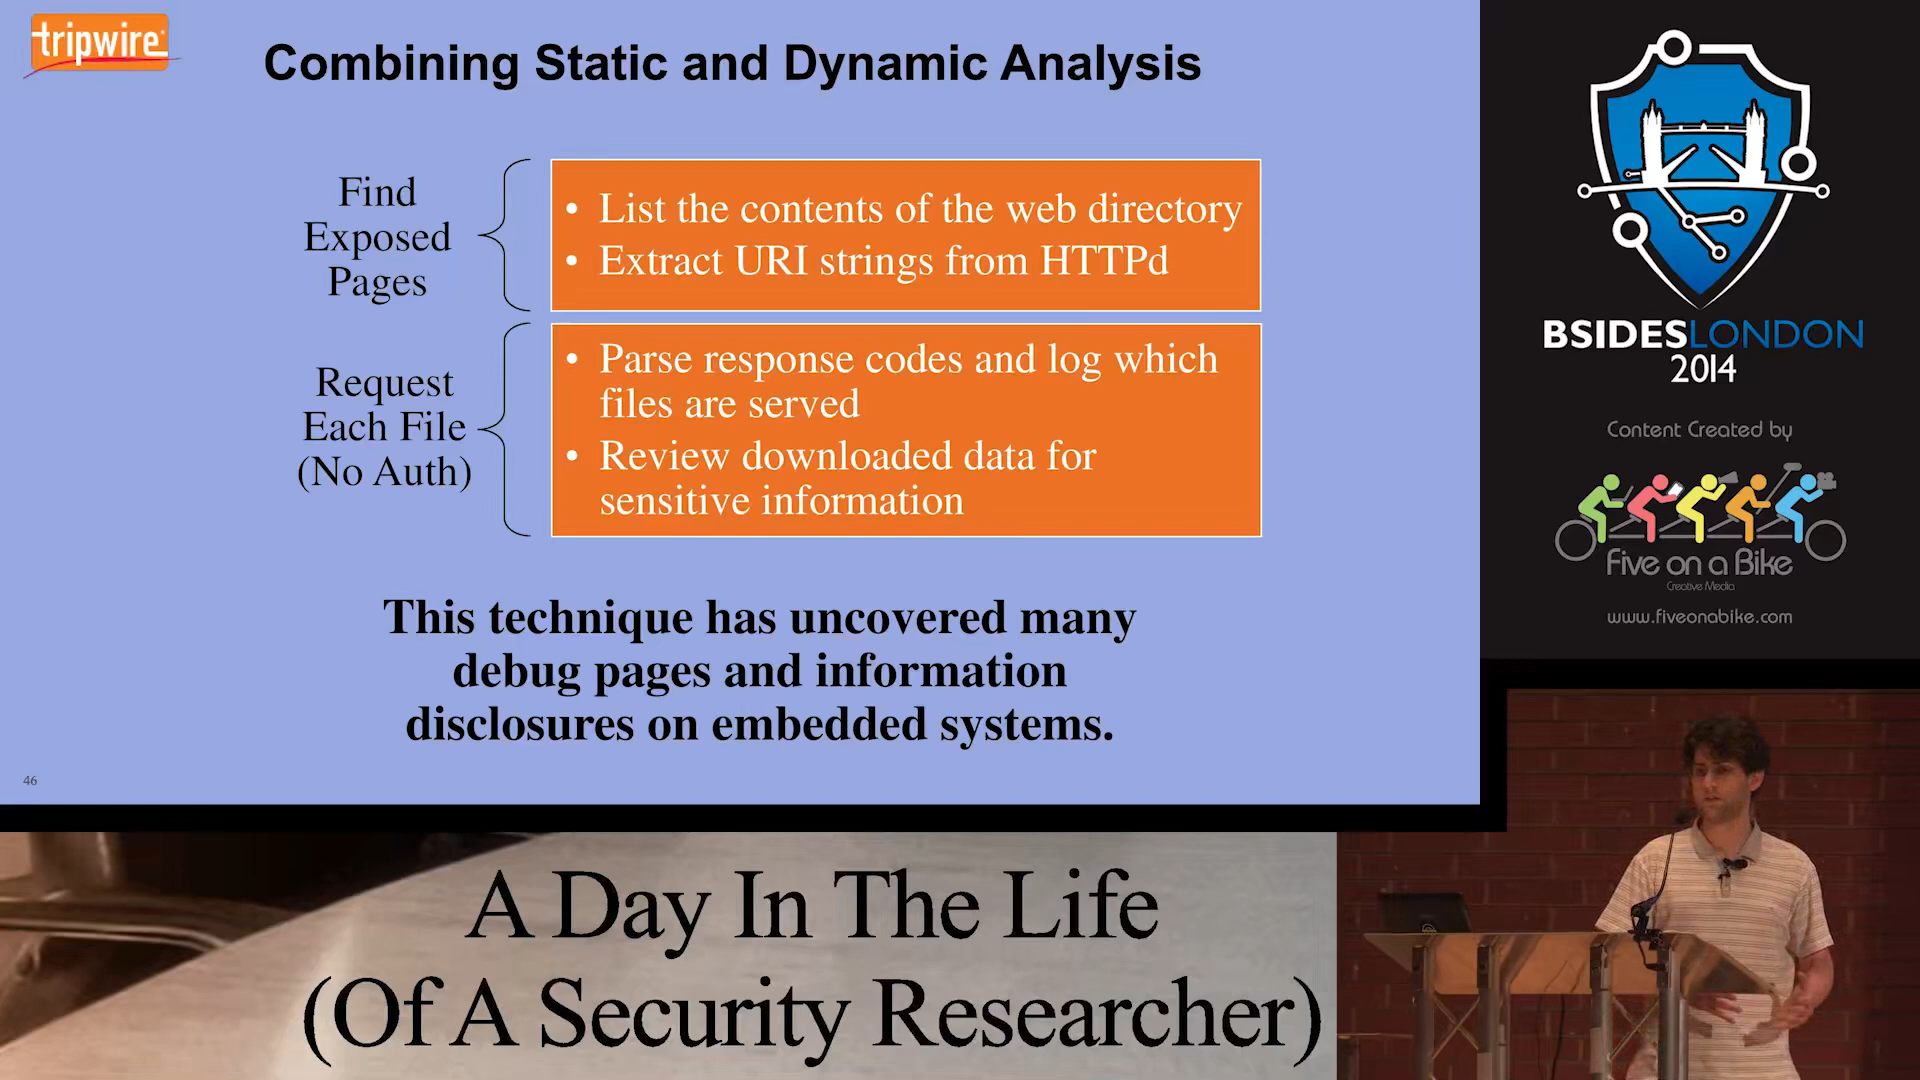 tripwire
Combining Static and Dynamic Analysis
Find
Exposed
Pages
• List the contents of the web directory
• Extract URI strings from HTTPd
Request
Each File
(No Auth)
• Parse response codes and log which
files are served
• Review downloaded data for
sensitive information
This technique has uncovered many
debug pages and information
disclosures on embedded systems.
46
BSIDESLONDON
2014
Content Created by
Five on a Bike
Creative Media
www.fiveonabike.com
A Day In The Life
(Of A Security Researcher)